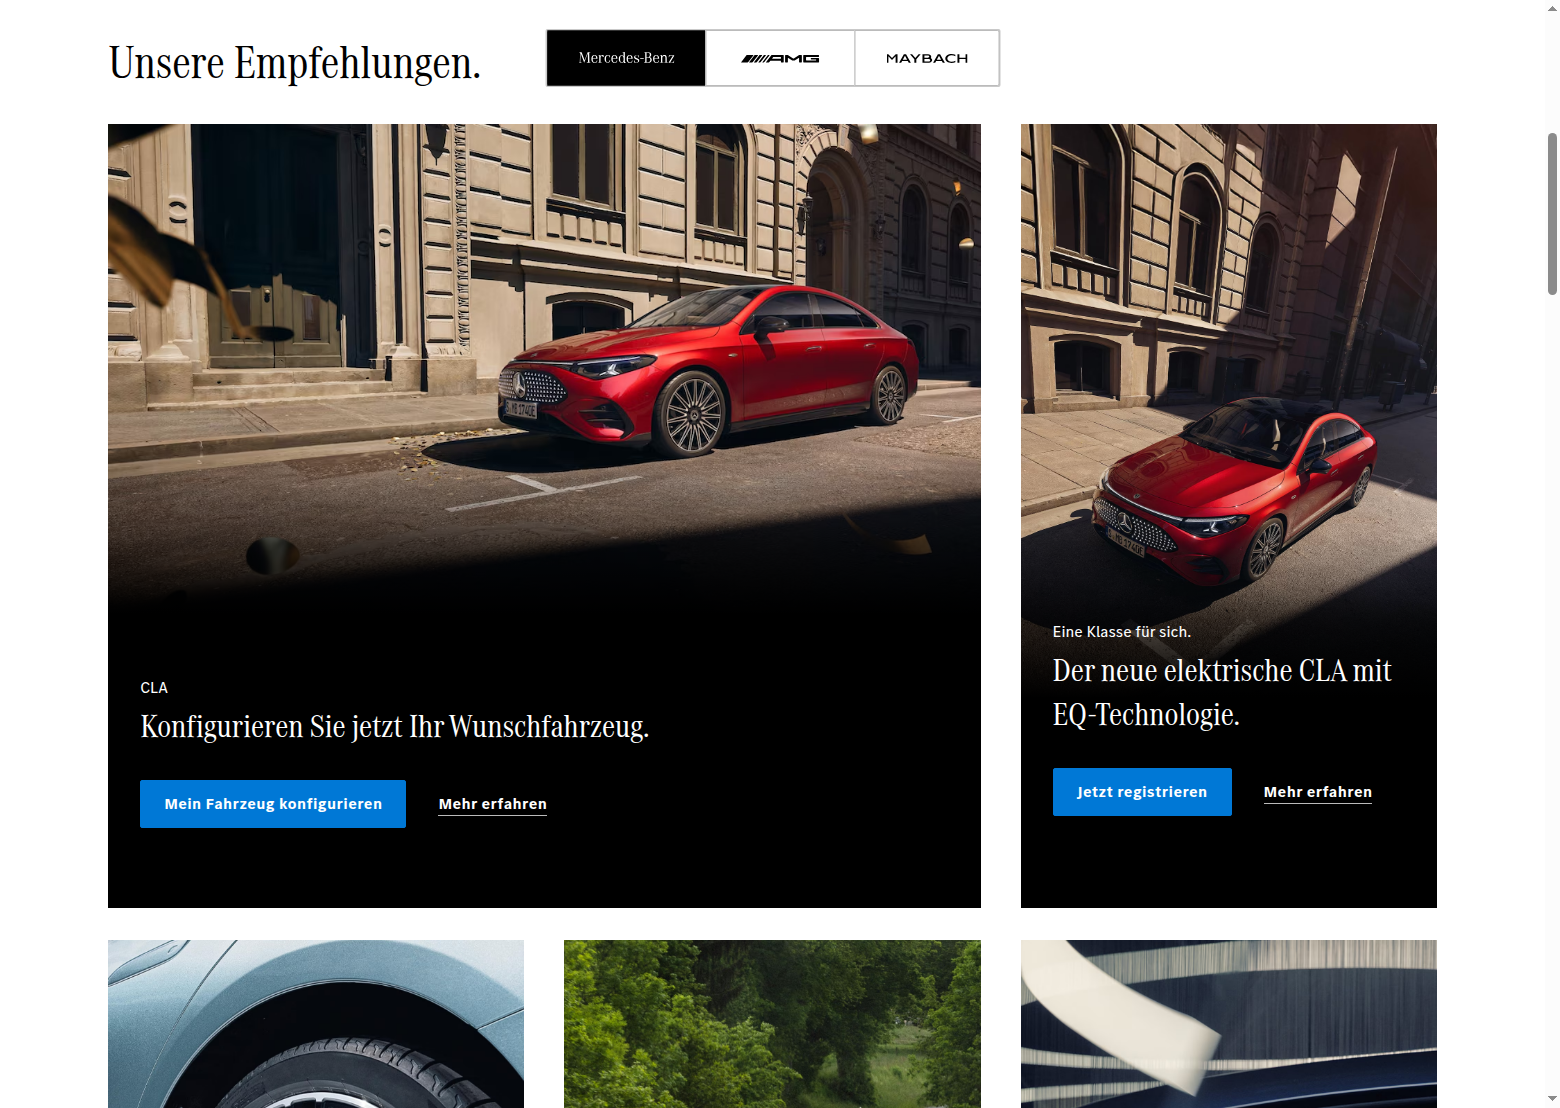 Unsere Empfehlungen.
Mercedes-Benz
AMG
MAYBACH
CLA
Konfigurieren Sie jetzt Ihr Wunschfahrzeug.
Mein Fahrzeug konfigurieren
Mehr erfahren
Eine Klasse für sich.
Der neue elektrische CLA mit
EQ-Technologie.
Jetzt registrieren
Mehr erfahren